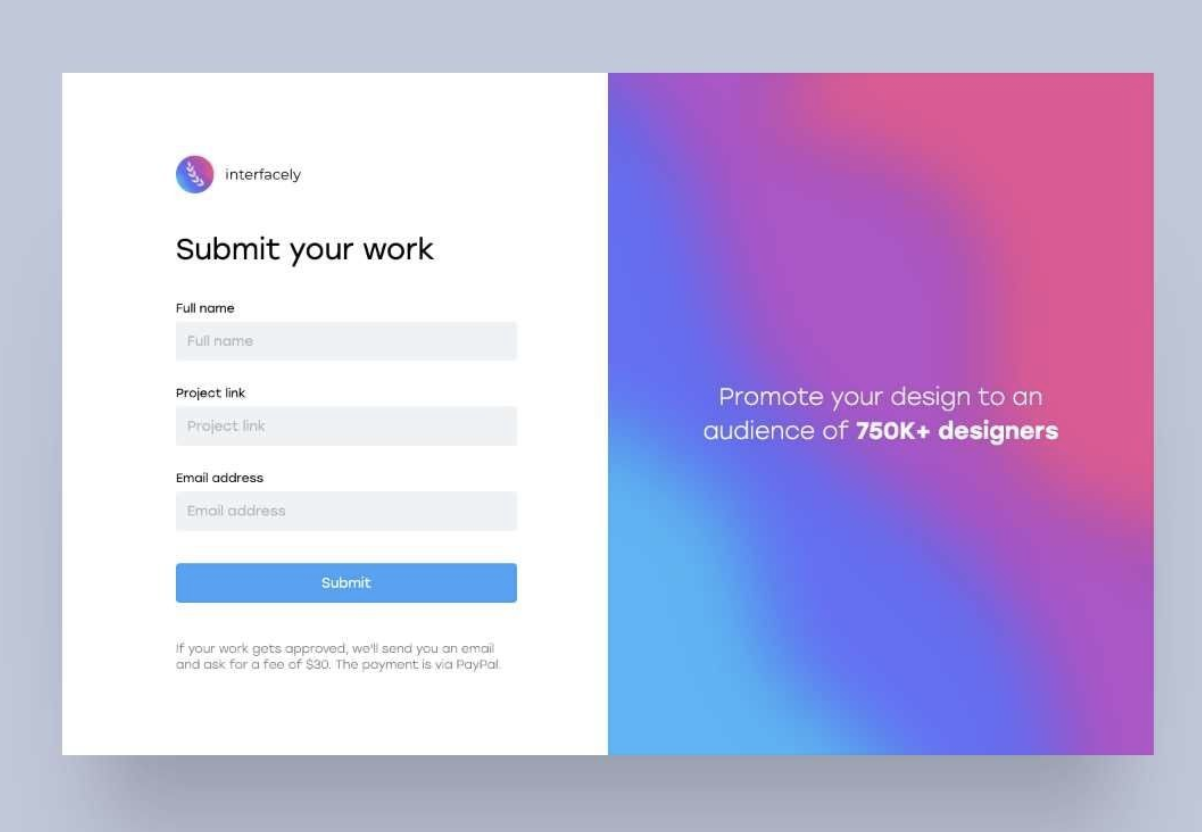 interfacely
Submit your work
Full name
Full name
Project link
Project link
Email address
Email address
Submit
If your work gets approved, we'll send you an email
and ask for a fee of $30. The payment is via PayPal.
Promote your design to an
audience of 750K+ designers